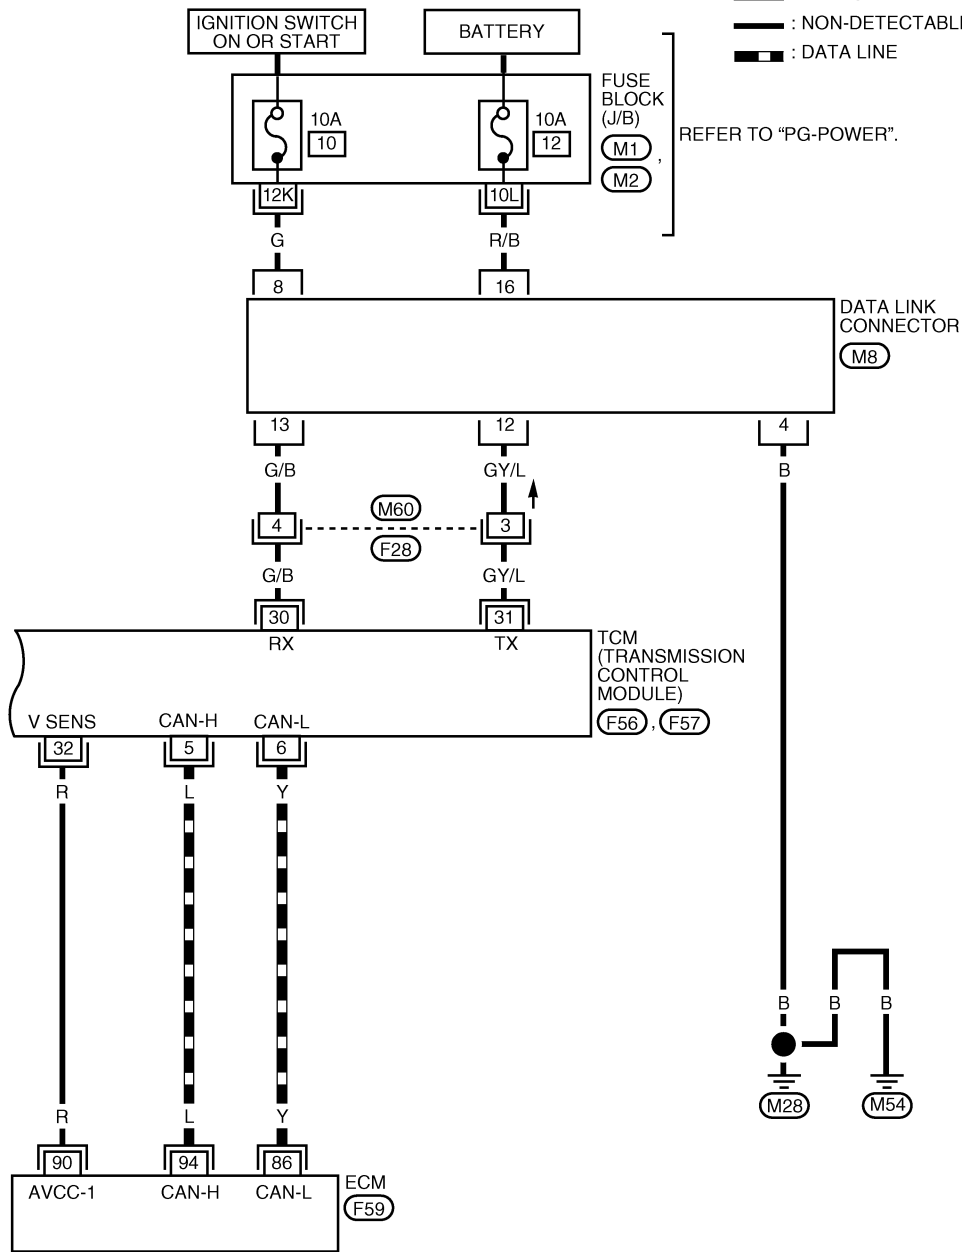 IGNITION SWITCH
ON OR START
BATTERY
: NON-DETECTABL
: DATA LINE
FUSE
BLOCK
(J/B)
M1 ,
M2
REFER TO “PG-POWER”.
10A
10
10A
12
12K
10L
G
R/B
8
16
DATA LINK
CONNECTOR
M8
13
12
4
G/B
GY/L
B
M60
4
3
F28
G/B
GY/L
30
31
RX
TX
TCM
(TRANSMISSION
CONTROL
MODULE)
F56 , F57
V SENS
CAN-H
CAN-L
32
5
6
R
L
Y
B
B
B
M28
M54
R
L
Y
90
94
86
AVCC-1
CAN-H
CAN-L
ECM
F59